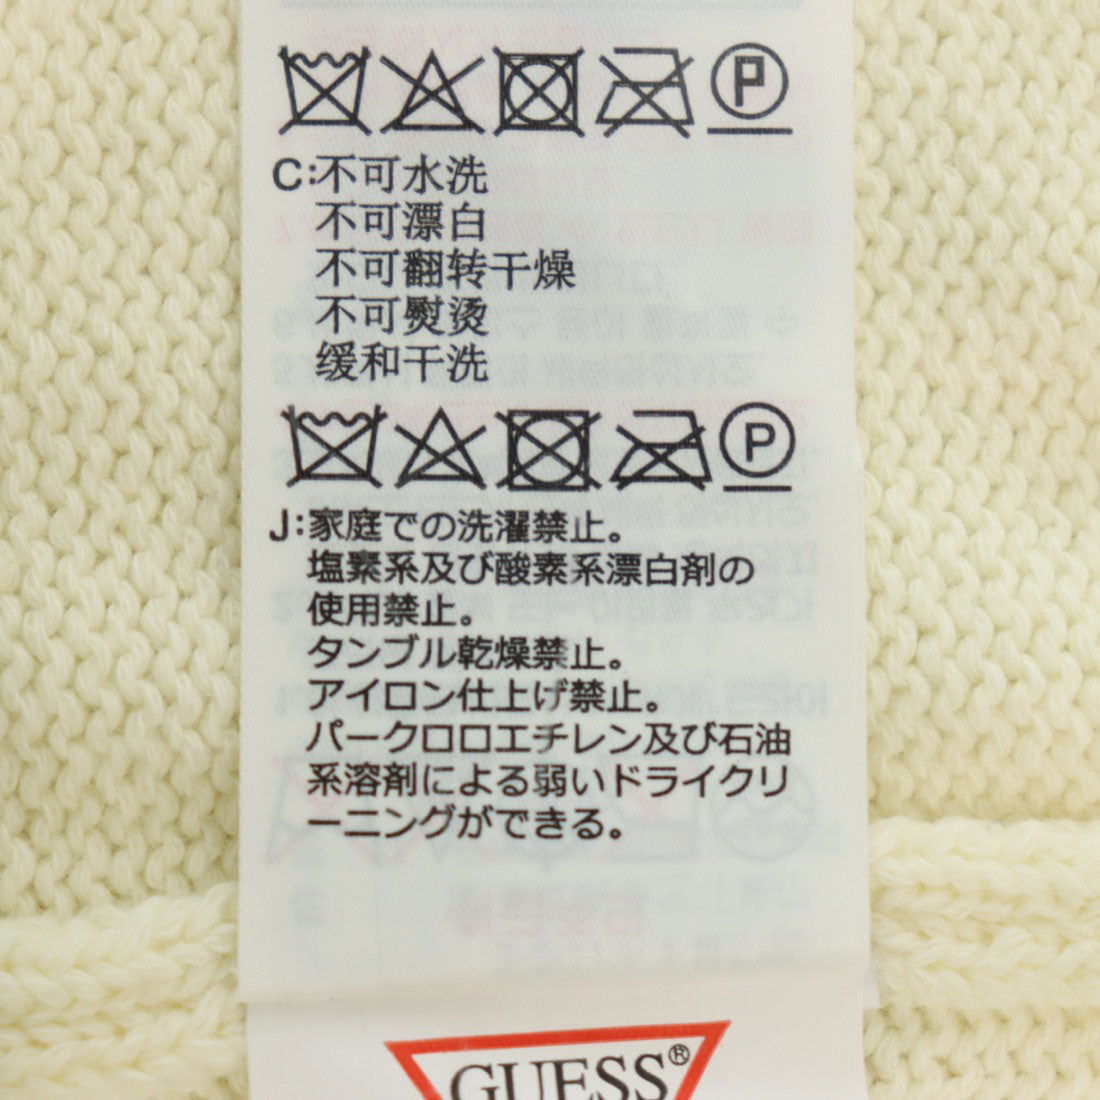 P
C:不可水洗
不可漂白
不可翻转干燥
不可熨烫
缓和干洗
P
J:家庭での洗濯禁止。
塩素系及び酸素系漂白剤の
使用禁止。
タンブル乾燥禁止。
アイロン仕上げ禁止。
パークロロエチレン及び石油
系溶剤による弱いドライクリ
ーニングができる。
GUESS®